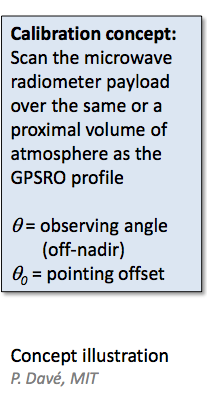 Calibration concept:
Scan the microwave
radiometer payload
over the same or a
proximal volume of
atmosphere as the
GPSRO profile
θ = observing angle
(off-nadir)
θ₀ = pointing offset
Concept illustration
P. Davé, MIT